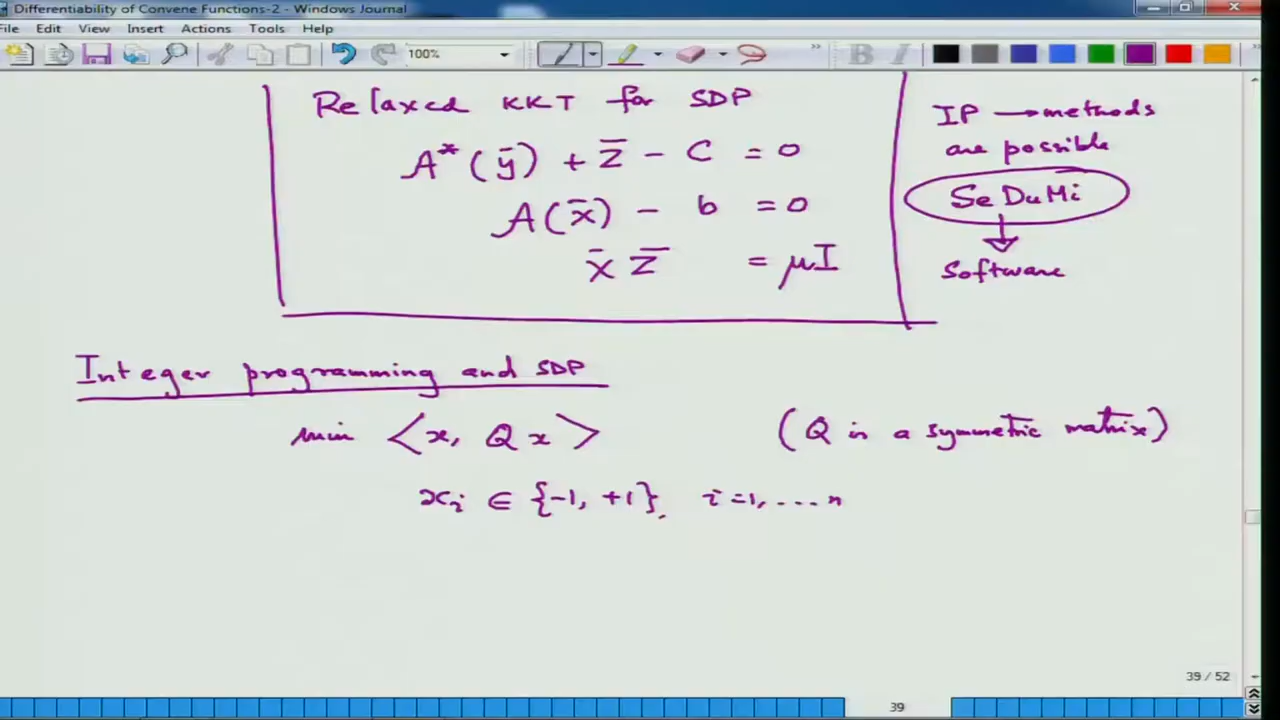 Differentiability of Convene Functions-2 - Windows Journal
File Edit View Insert Actions Tools Help
100%
B I
Relaxed KKT for SDP
A*(ȳ) + Z̄ - C = 0
A(x̄) - b = 0
x̄ Z̄ = μI
IP → methods
are possible
SeDuMi
↓
Software
Integer programming and SDP
min <x, Qx> (Q is a symmetric matrix)
xᵢ ∈ {-1, +1}, i=1, ....n
39 / 52
39